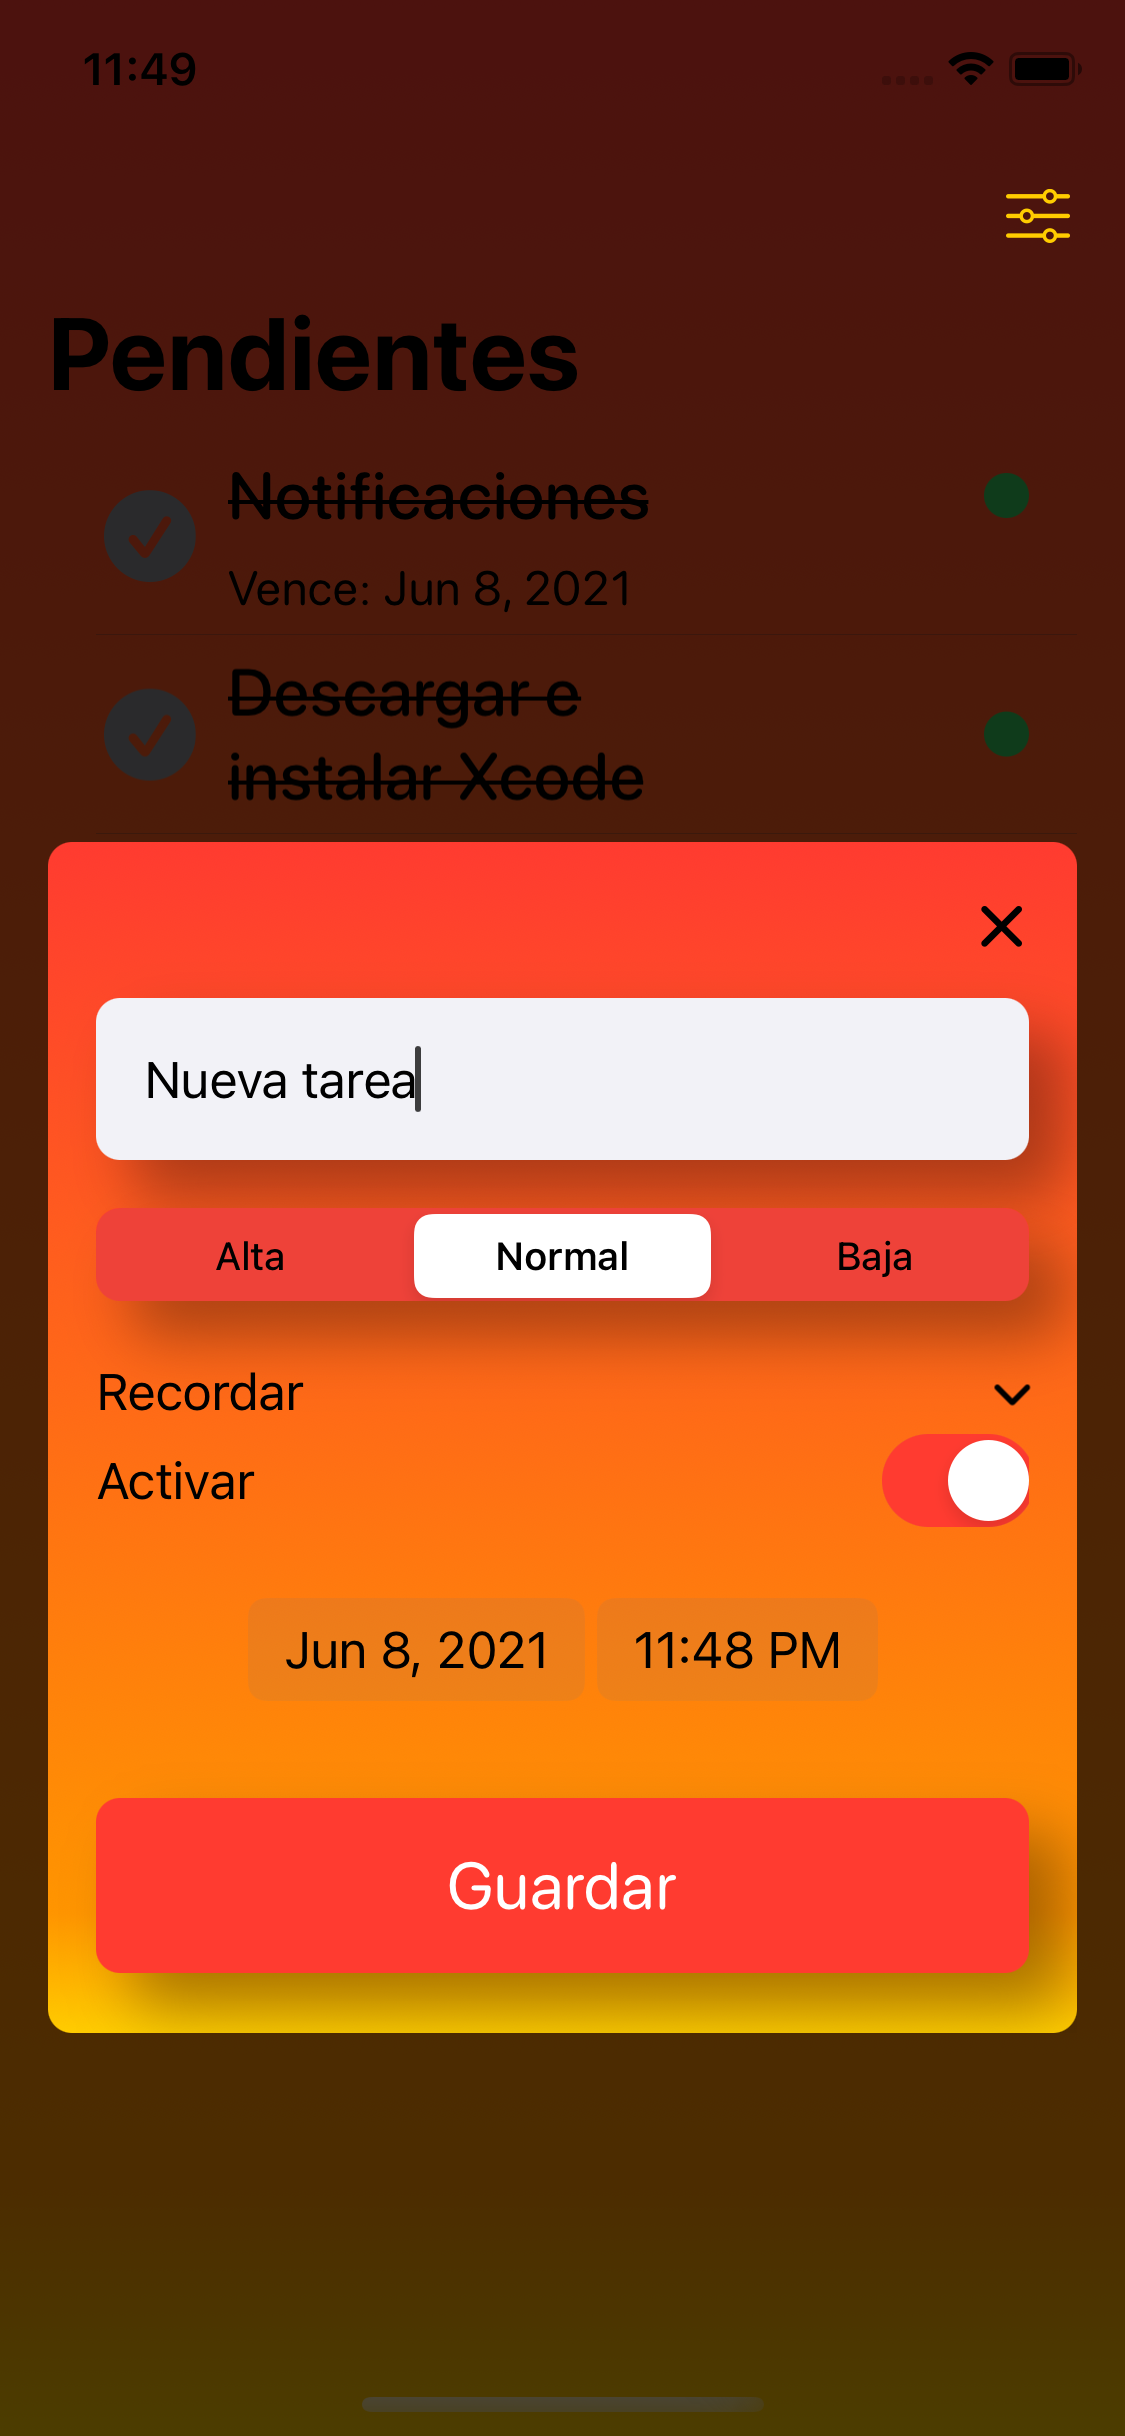 11:49
Pendientes
Notificaciones
Vence: Jun 8, 2021
Descargar e
instalar Xcode
Nueva tarea
Alta
Normal
Baja
Recordar
Activar
Jun 8, 2021
11:48 PM
Guardar